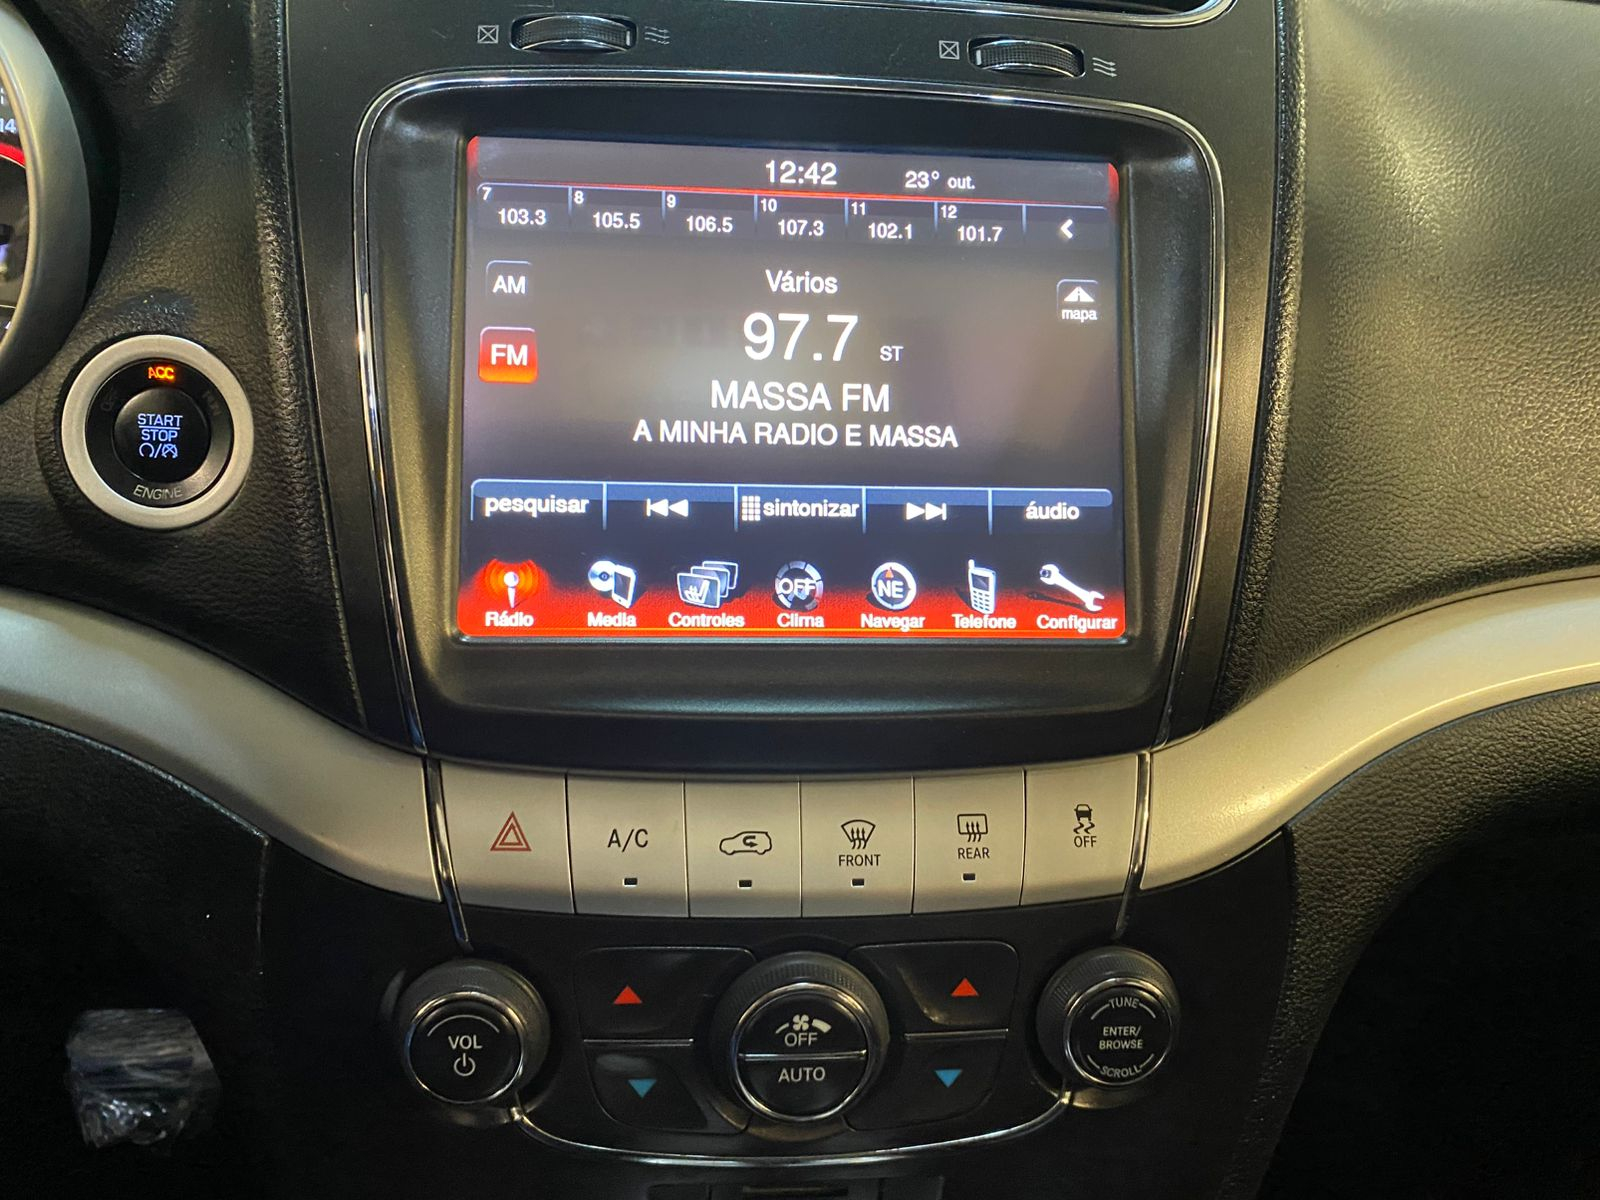 14
12:42
23° out.
7 103.3
8 105.5
9 106.5
10 107.3
11 102.1
12 101.7
AM
Vários
mapa
FM
97.7 ST
MASSA FM
A MINHA RADIO E MASSA
ACC
START
STOP
ENGINE
pesquisar
sintonizar
áudio
OFF
NE
Rádio
Media
Controles
Clima
Navegar
Telefone
Configurar
A/C
FRONT
REAR
OFF
VOL
OFF
AUTO
TUNE
ENTER/
BROWSE
SCROLL